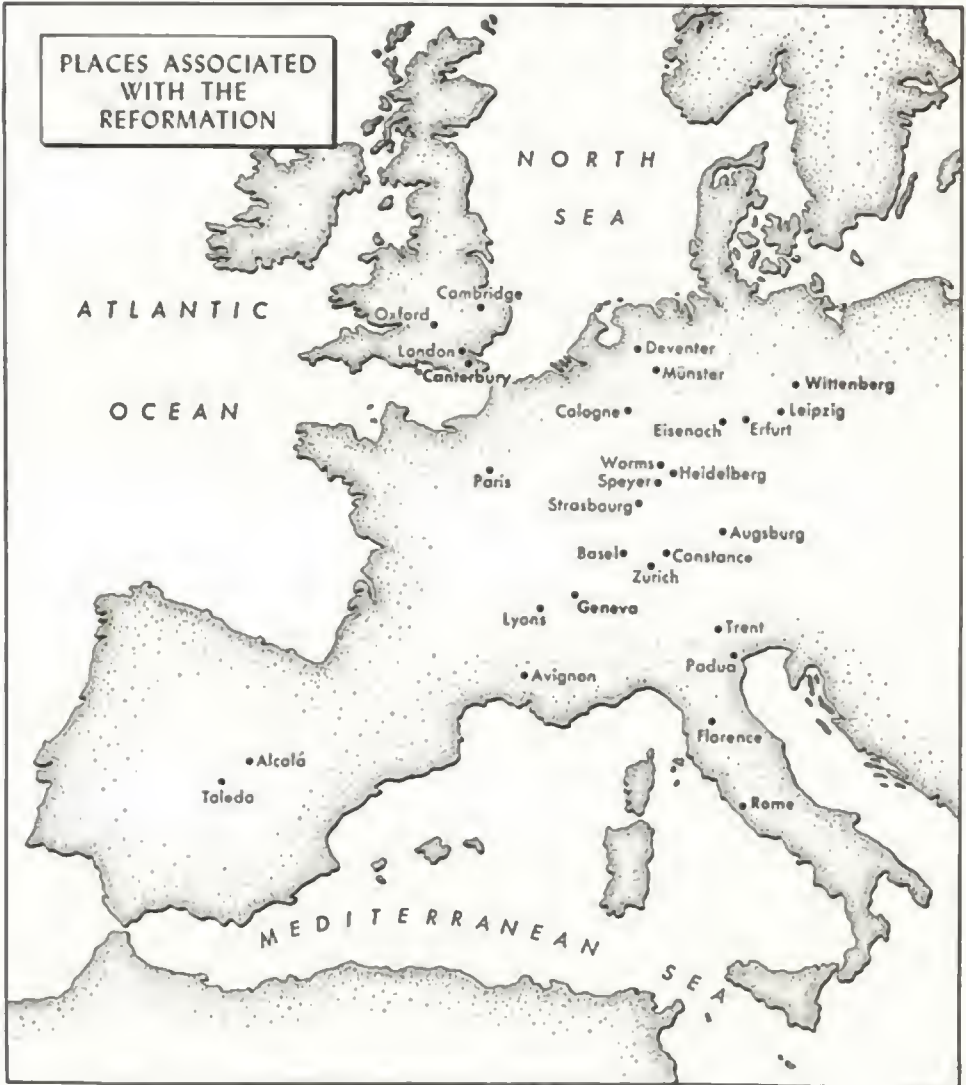 PLACES ASSOCIATED
WITH THE
REFORMATION
NORTH
SEA
ATLANTIC
OCEAN
Cambridge
Oxford
London
Canterbury
Deventer
Münster
Wittenberg
Cologne
Leipzig
Eisenach
Erfurt
Worms
Heidelberg
Paris
Speyer
Strasbourg
Augsburg
Basel
Constance
Zurich
Geneva
Lyons
Trent
Padua
Avignon
Florence
Alcalá
Toledo
Rome
MEDITERRANEAN
SEA